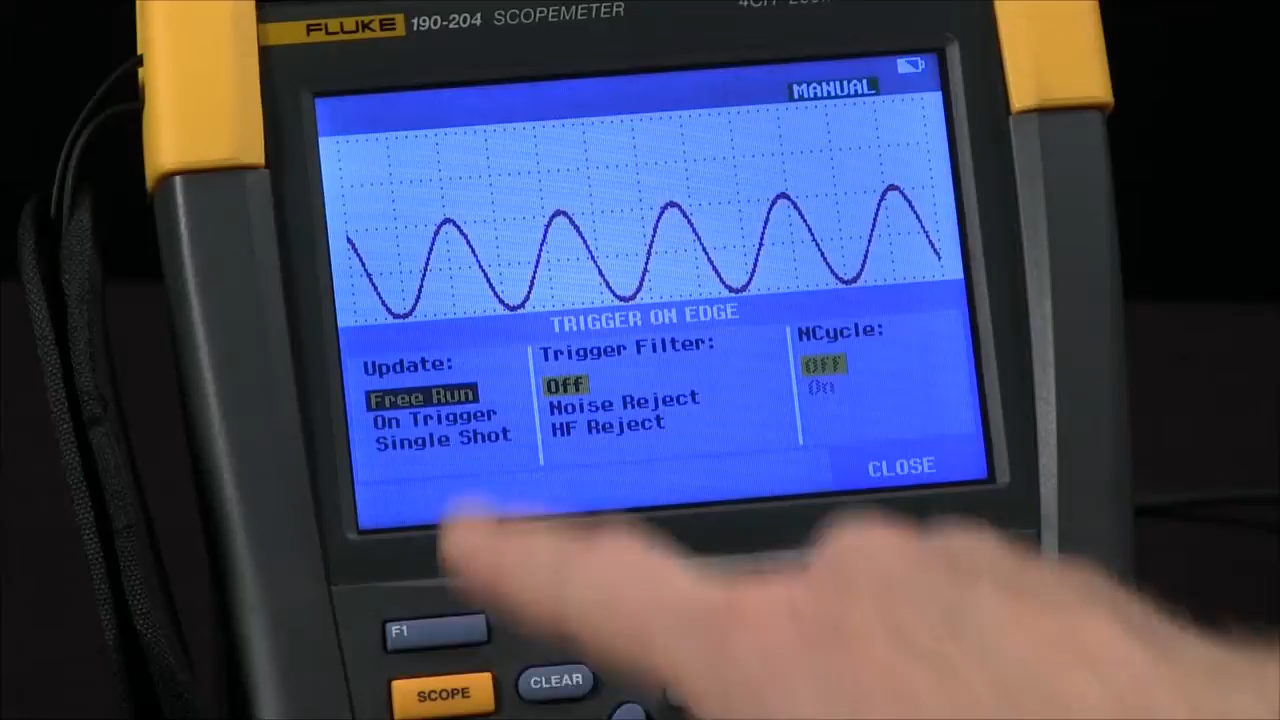 FLUKE 190-204 SCOPEMETER
MANUAL
TRIGGER ON EDGE
Update:
Free Run
On Trigger
Single Shot
Trigger Filter:
Off
Noise Reject
HF Reject
NCycle:
Off
On
CLOSE
F1
SCOPE
CLEAR